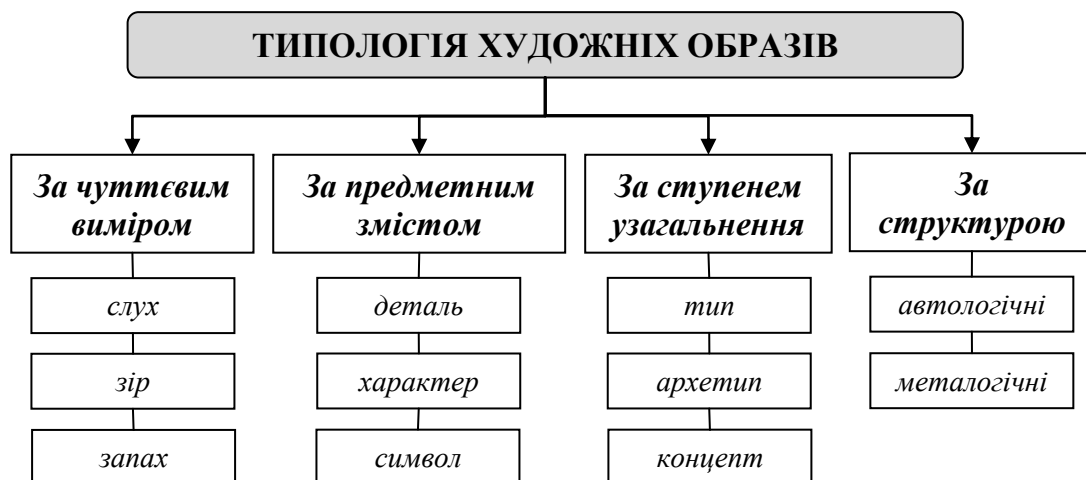 ТИПОЛОГІЯ ХУДОЖНІХ ОБРАЗІВ
За чуттєвим
виміром
слух
зір
запах
За предметним
змістом
деталь
характер
символ
За ступенем
узагальнення
тип
архетип
концепт
За
структурою
автологічні
металогічні